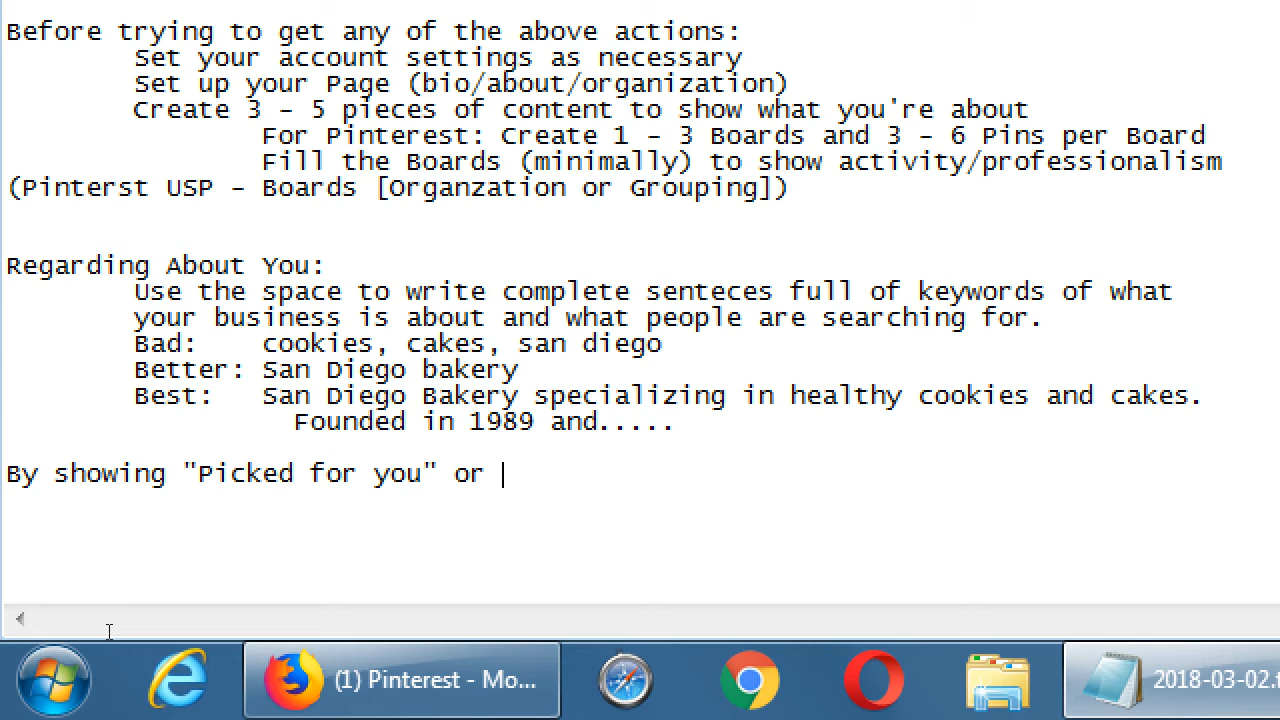 Before trying to get any of the above actions:
Set your account settings as necessary
Set up your Page (bio/about/organization)
Create 3 - 5 pieces of content to show what you're about
For Pinterest: Create 1 - 3 Boards and 3 - 6 Pins per Board
Fill the Boards (minimally) to show activity/professionalism
(Pinterst USP - Boards [Organzation or Grouping])
Regarding About You:
Use the space to write complete senteces full of keywords of what
your business is about and what people are searching for.
Bad: cookies, cakes, san diego
Better: San Diego bakery
Best: San Diego Bakery specializing in healthy cookies and cakes.
Founded in 1989 and.....
By showing "Picked for you" or
(1) Pinterest - Mo...
2018-03-02.t